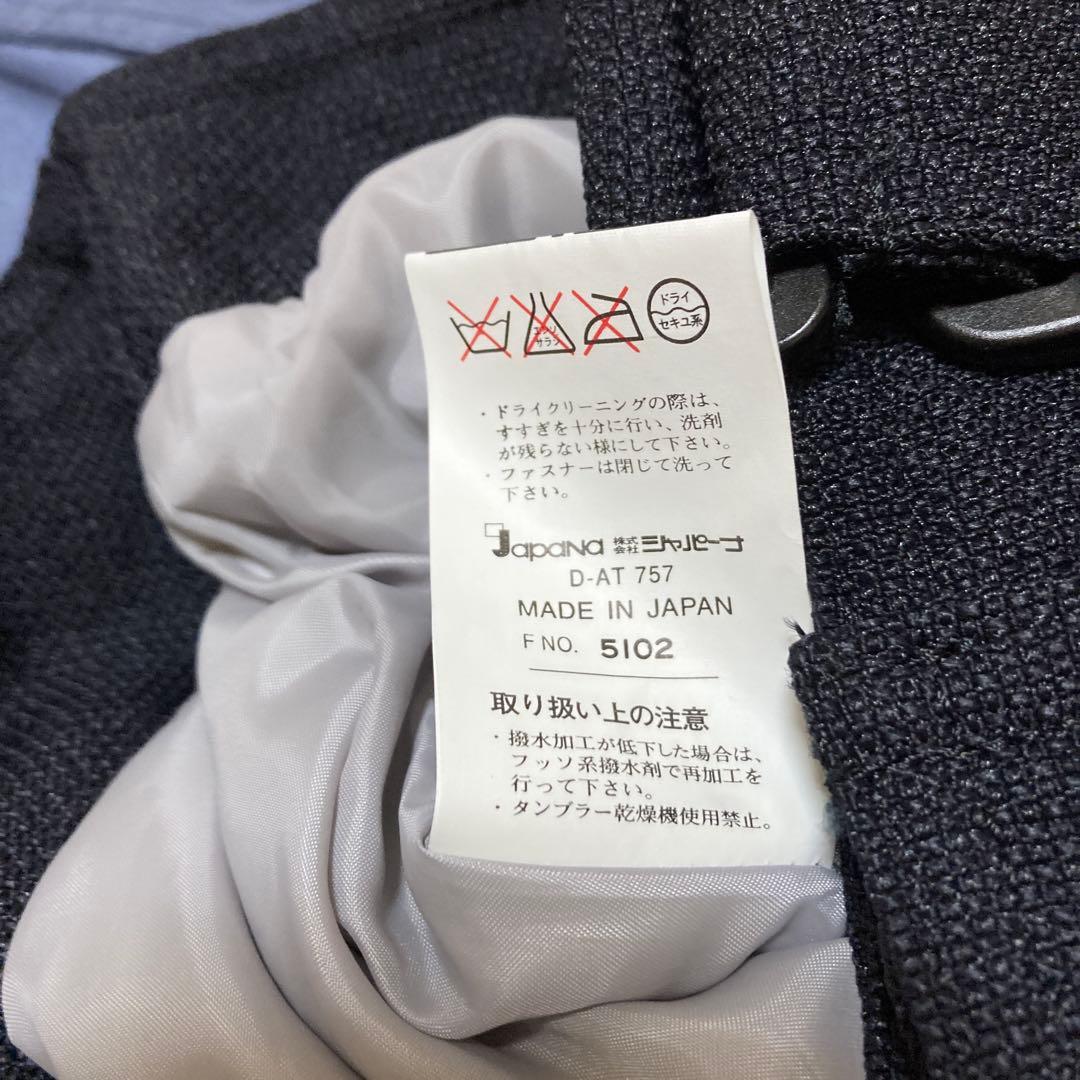 エンソ
サラシ
ドライ
セキユ系
・ドライクリーニングの際は、
すすぎを十分に行い、洗剤
が残らない様にして下さい。
・ファスナーは閉じて洗って
下さい。
Japana 株式会社 ジャパーナ
D-AT 757
MADE IN JAPAN
F NO. 5102
取り扱い上の注意
・撥水加工が低下した場合は、
フッソ系撥水剤で再加工を
行って下さい。
・タンブラー乾燥機使用禁止。